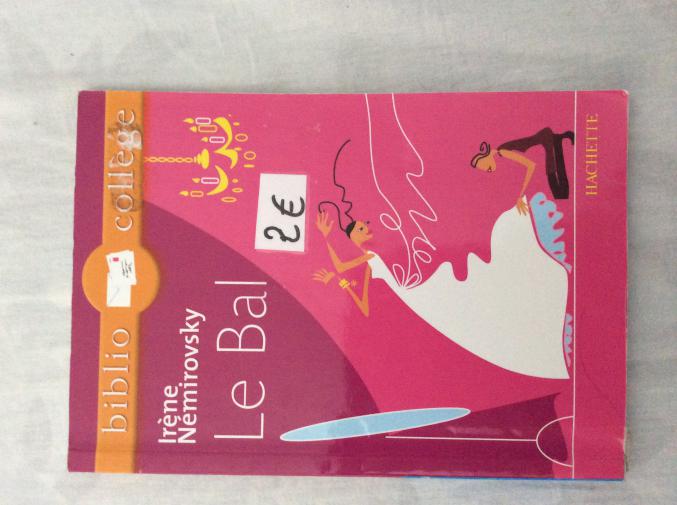 biblio collège
Irène
Némirovsky
Le Bal
2€
HACHETTE